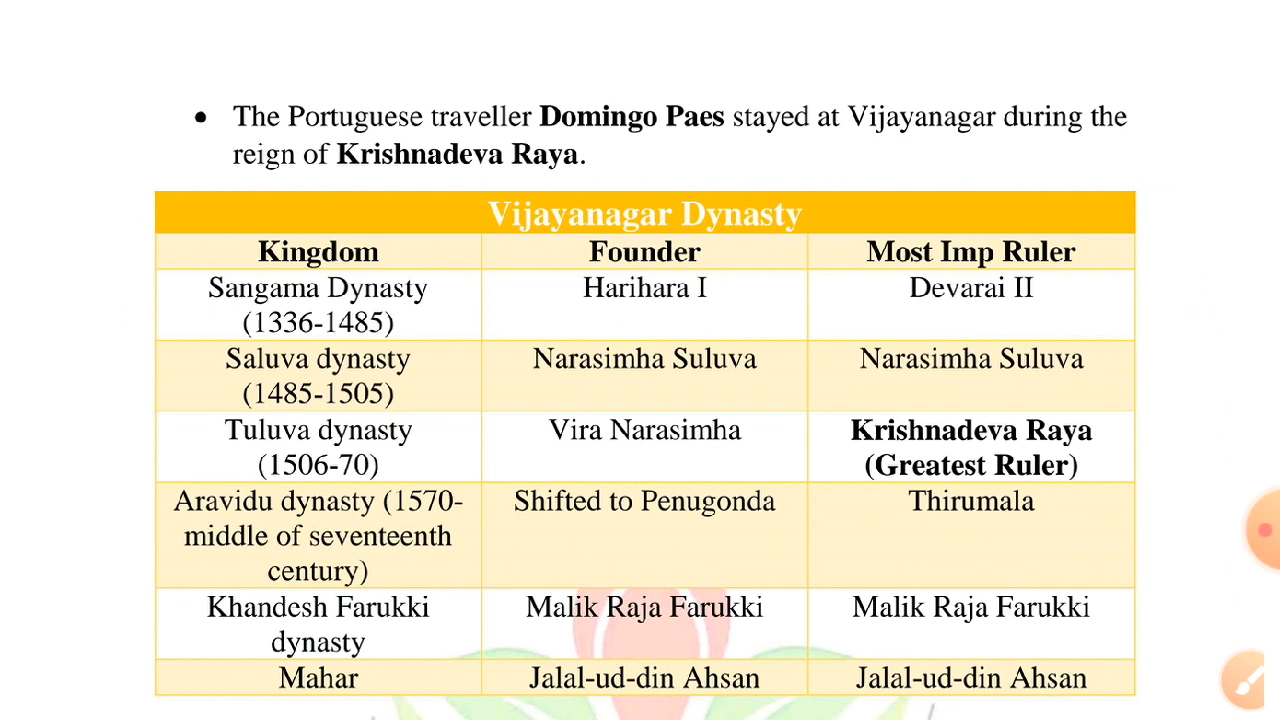 • The Portuguese traveller Domingo Paes stayed at Vijayanagar during the
reign of Krishnadeva Raya.
Vijayanagar Dynasty
Kingdom Founder Most Imp Ruler
Sangama Dynasty Harihara I Devarai II
(1336-1485)
Saluva dynasty Narasimha Suluva Narasimha Suluva
(1485-1505)
Tuluva dynasty Vira Narasimha Krishnadeva Raya
(1506-70) (Greatest Ruler)
Aravidu dynasty (1570- Shifted to Penugonda Thirumala
middle of seventeenth
century)
Khandesh Farukki Malik Raja Farukki Malik Raja Farukki
dynasty
Mahar Jalal-ud-din Ahsan Jalal-ud-din Ahsan